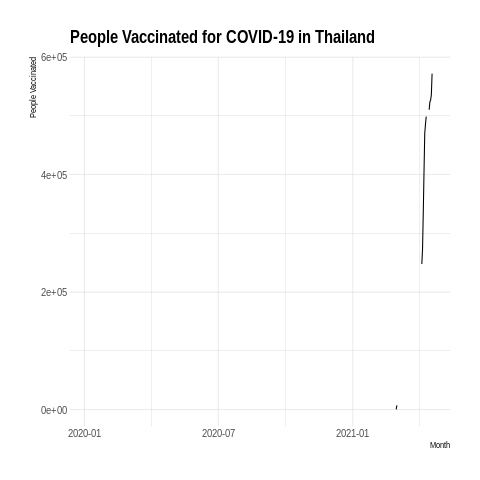 People Vaccinated for COVID-19 in Thailand
People Vaccinated
6e+05
4e+05
2e+05
0e+00
2020-01
2020-07
2021-01
Month